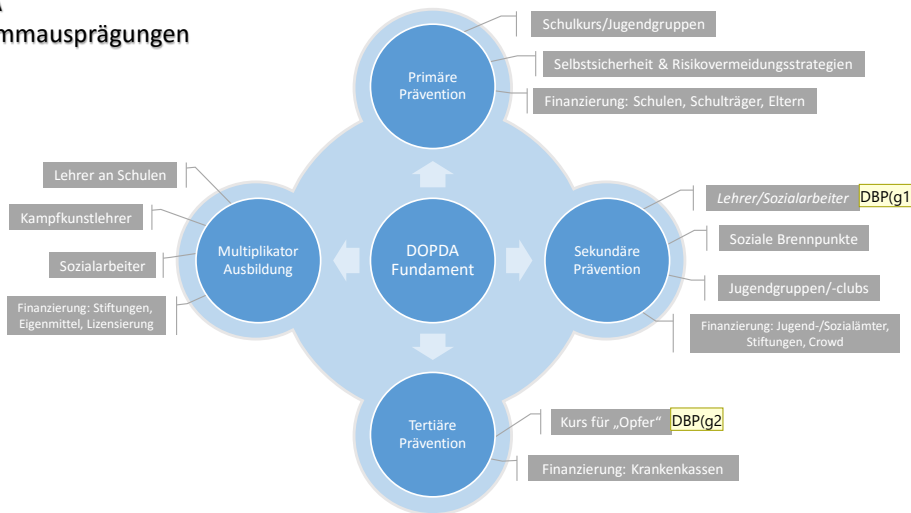 mmausprägungen
Schulkurs/Jugendgruppen
Selbstsicherheit & Risikovermeidungsstrategien
Finanzierung: Schulen, Schulträger, Eltern
Primäre
Prävention
Lehrer an Schulen
Kampfkunstlehrer
Sozialarbeiter
Finanzierung: Stiftungen,
Eigenmittel, Lizensierung
Multiplikator
Ausbildung
DOPDA
Fundament
Sekundäre
Prävention
Lehrer/Sozialarbeiter DBP(g1
Soziale Brennpunkte
Jugendgruppen/-clubs
Finanzierung: Jugend-/Sozialämter,
Stiftungen, Crowd
Tertiäre
Prävention
Kurs für „Opfer“ DBP(g2
Finanzierung: Krankenkassen